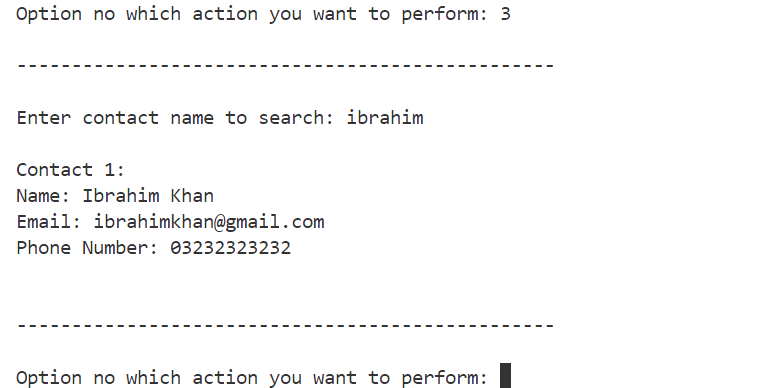 Option no which action you want to perform: 3
-------------------------------------------------
Enter contact name to search: ibrahim
Contact 1:
Name: Ibrahim Khan
Email: ibrahimkhan@gmail.com
Phone Number: 03232323232
-------------------------------------------------
Option no which action you want to perform: